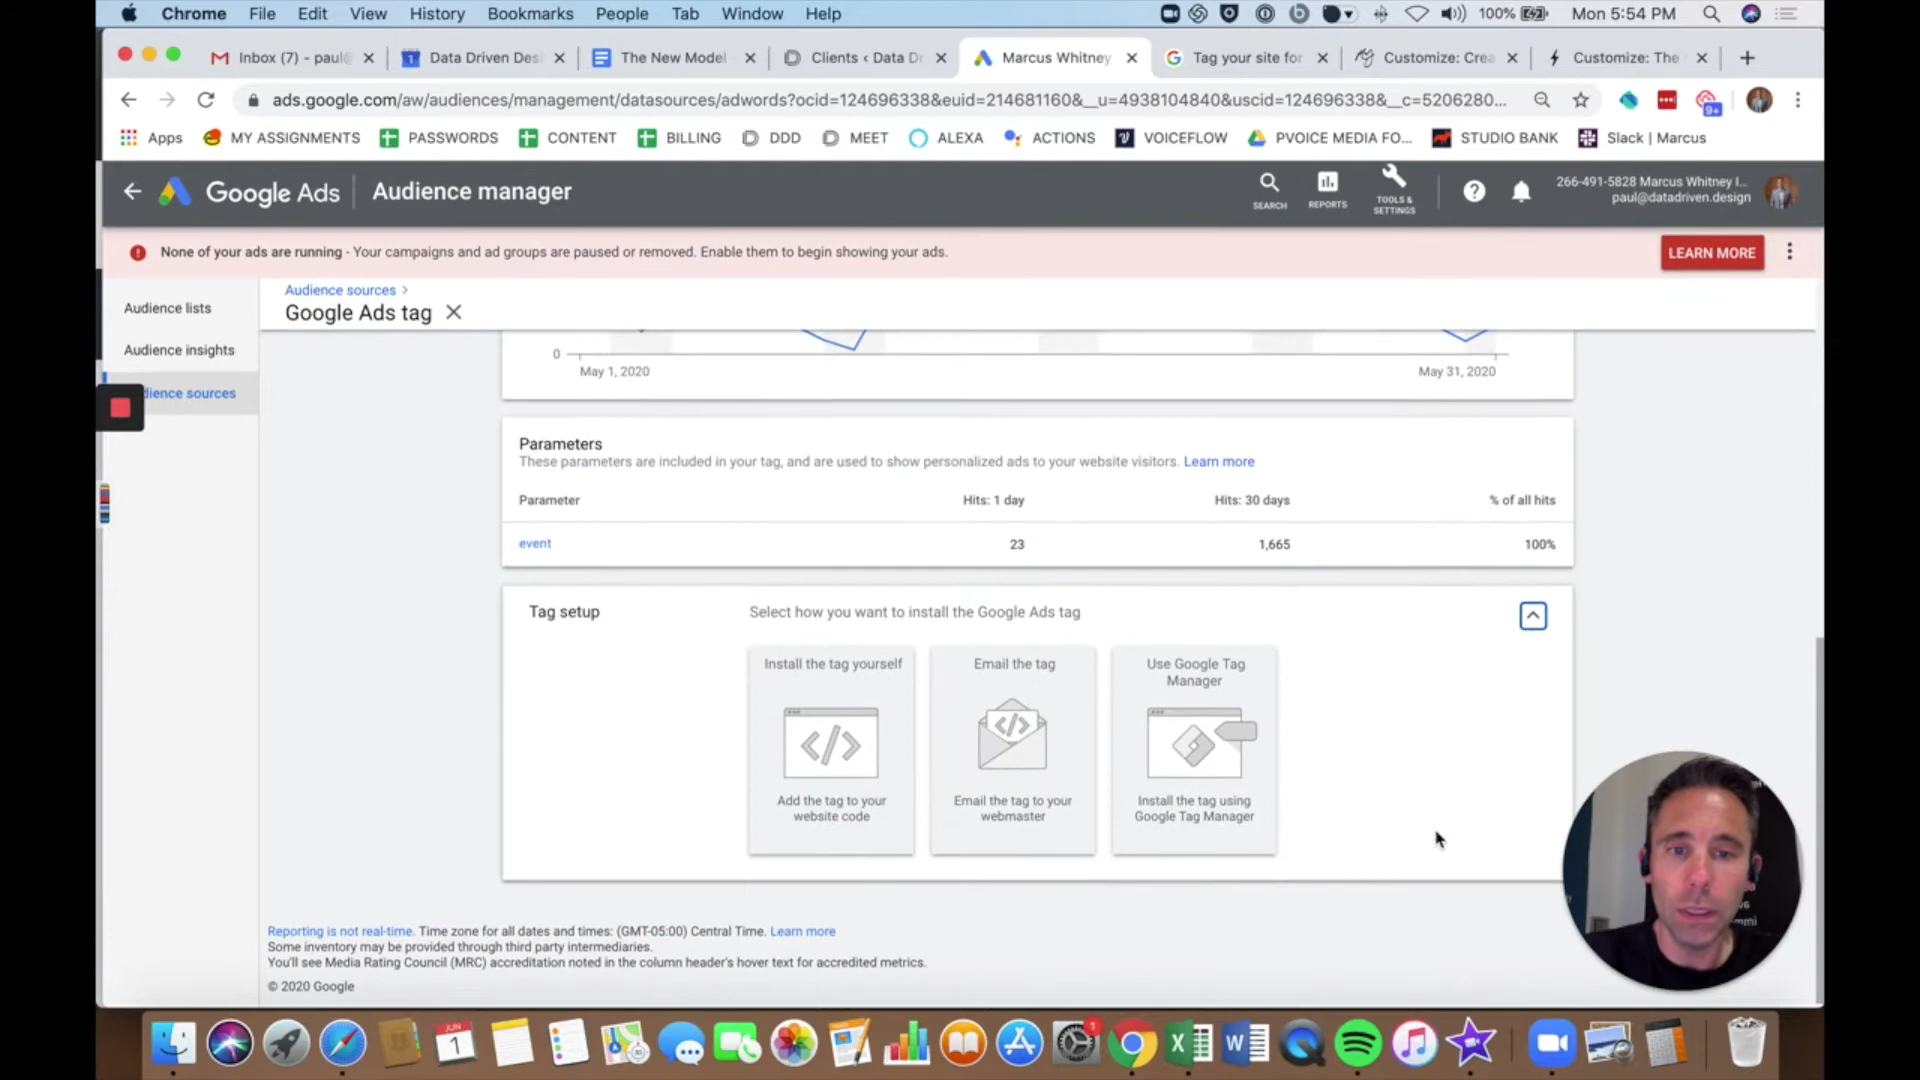 Chrome File Edit View History Bookmarks People Tab Window Help 100% Mon 5:54 PM
Inbox (7) - paul@ Data Driven Des The New Model Clients ‹ Data Dr Marcus Whitney Tag your site for Customize: Crea Customize: The
ads.google.com/aw/audiences/management/datasources/adwords?ocid=124696338&euid=214681160&__u=4938104840&uscid=124696338&__c=5206280... 9+
Apps MY ASSIGNMENTS PASSWORDS CONTENT BILLING DDD MEET ALEXA ACTIONS VOICEFLOW PVOICE MEDIA FO... STUDIO BANK Slack | Marcus
Google Ads Audience manager
SEARCH
REPORTS
TOOLS &
SETTINGS
266-491-5828 Marcus Whitney I...
paul@datadriven.design
None of your ads are running - Your campaigns and ad groups are paused or removed. Enable them to begin showing your ads.
LEARN MORE
Audience lists
Audience insights
dience sources
Audience sources >
Google Ads tag
0
May 1, 2020
May 31, 2020
Parameters
These parameters are included in your tag, and are used to show personalized ads to your website visitors. Learn more
Parameter Hits: 1 day Hits: 30 days % of all hits
event 23 1,665 100%
Tag setup
Select how you want to install the Google Ads tag
Install the tag yourself
Add the tag to your
website code
Email the tag
Email the tag to your
webmaster
Use Google Tag
Manager
Install the tag using
Google Tag Manager
Reporting is not real-time. Time zone for all dates and times: (GMT-05:00) Central Time. Learn more
Some inventory may be provided through third party intermediaries.
You'll see Media Rating Council (MRC) accreditation noted in the column header's hover text for accredited metrics.
© 2020 Google
JUN
1
1